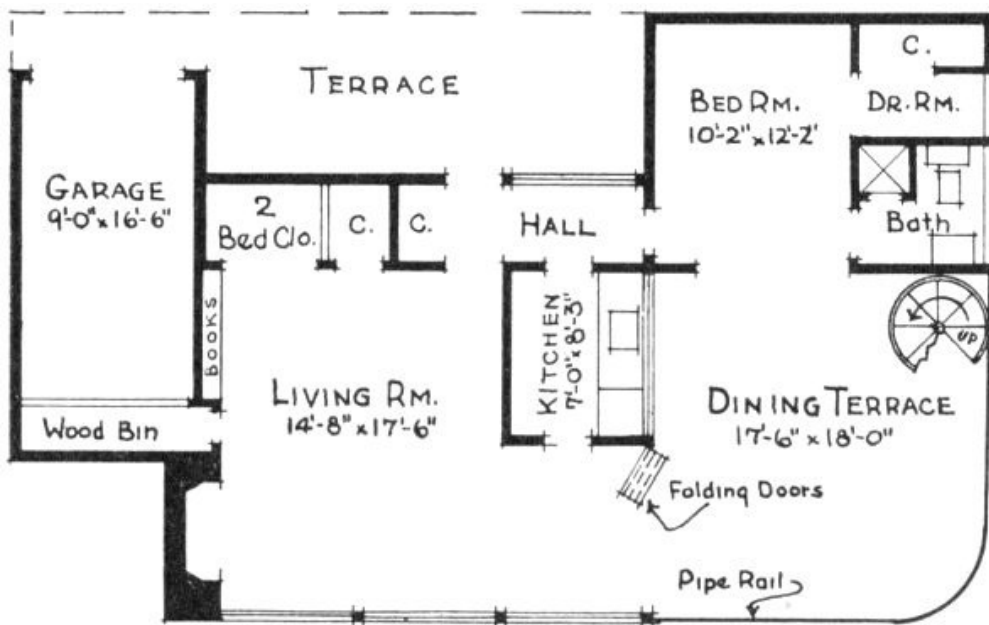 TERRACE
C.
BED RM.
10'-2" x 12'-2'
DR. RM.
GARAGE
9'-0" x 16'-6"
2
Bed Clo.
C.
C.
HALL
Bath
BOOKS
KITCHEN
7'-0" x 8'-3"
UP
LIVING RM.
14'-8" x 17'-6"
DINING TERRACE
17'-6" x 18'-0"
Wood Bin
Folding Doors
Pipe Rail